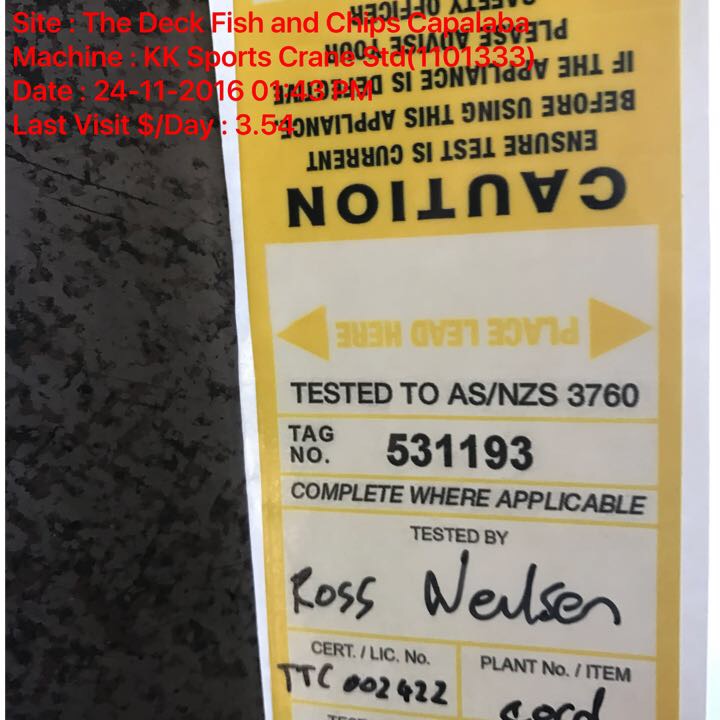 Site : The Deck Fish and Chips Capalaba
Machine : KK Sports Crane Std(1101333)
Date : 24-11-2016 01:43 PM
Last Visit $/Day : 3.54
CAUTION
ENSURE TEST IS CURRENT
BEFORE USING THIS APPLIANCE
IF THE APPLIANCE IS DEFECTIVE
PLEASE ADVISE YOUR
SAFETY OFFICER
PLACE LEAD HERE
TESTED TO AS/NZS 3760
TAG NO. 531193
COMPLETE WHERE APPLICABLE
TESTED BY
Ross Neilsen
CERT. / LIC. No.
TTC 002422
PLANT No. / ITEM
cord